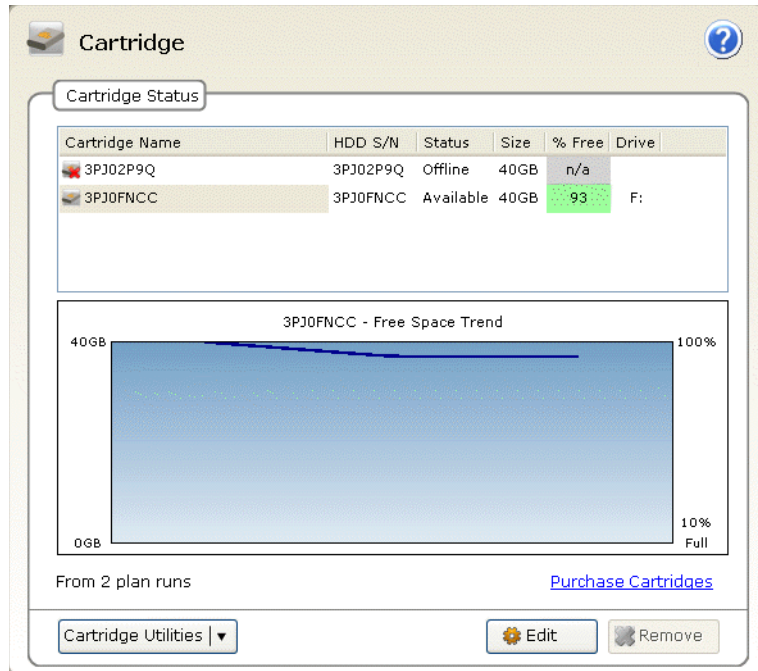 Cartridge
?
Cartridge Status
Cartridge Name HDD S/N Status Size % Free Drive
3PJ02P9Q 3PJ02P9Q Offline 40GB n/a
3PJ0FNCC 3PJ0FNCC Available 40GB 93 F:
3PJ0FNCC - Free Space Trend
40GB 100%
10%
0GB Full
From 2 plan runs Purchase Cartridges
Cartridge Utilities Edit Remove